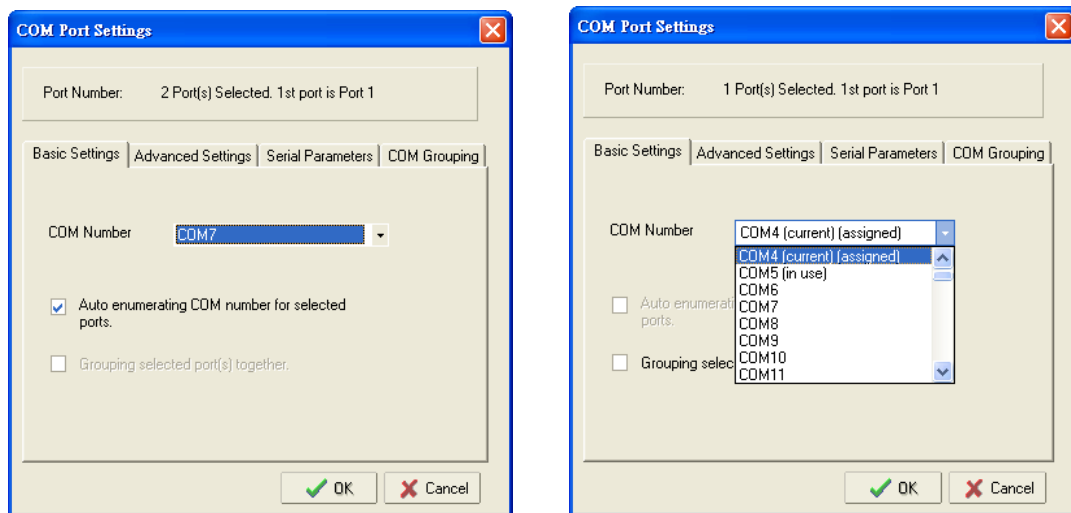 COM Port Settings
Port Number: 2 Port(s) Selected. 1st port is Port 1
Basic Settings Advanced Settings Serial Parameters COM Grouping
COM Number COM7
Auto enumerating COM number for selected
ports.
Grouping selected port(s) together.
OK Cancel
COM Port Settings
Port Number: 1 Port(s) Selected. 1st port is Port 1
Basic Settings Advanced Settings Serial Parameters COM Grouping
COM Number COM4 (current) (assigned)
COM4 (current) (assigned)
COM5 (in use)
COM6
Auto COM7
ports. COM8
COM9
Grouping COM10
COM11
OK Cancel